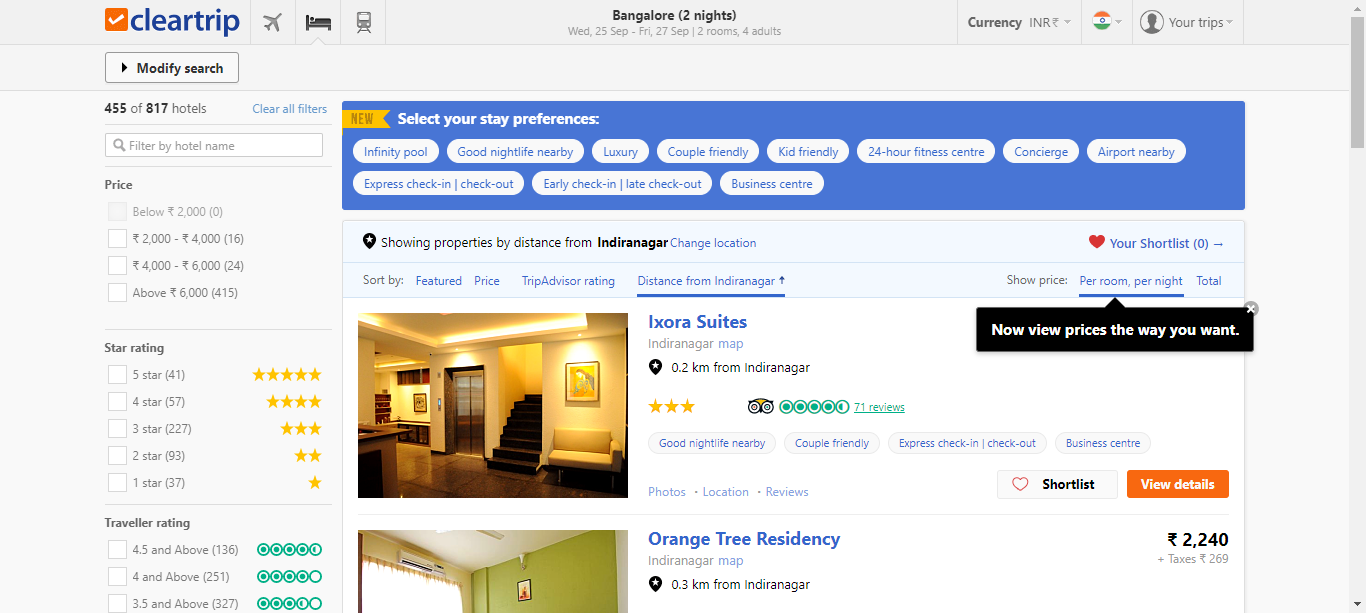 cleartrip
Bangalore (2 nights)
Wed, 25 Sep - Fri, 27 Sep | 2 rooms, 4 adults
Currency INR ₹
Your trips
Modify search
455 of 817 hotels
Clear all filters
Filter by hotel name
Price
Below ₹ 2,000 (0)
₹ 2,000 - ₹ 4,000 (16)
₹ 4,000 - ₹ 6,000 (24)
Above ₹ 6,000 (415)
Star rating
5 star (41)
4 star (57)
3 star (227)
2 star (93)
1 star (37)
Traveller rating
4.5 and Above (136)
4 and Above (251)
3.5 and Above (327)
NEW Select your stay preferences:
Infinity pool Good nightlife nearby Luxury Couple friendly Kid friendly 24-hour fitness centre Concierge Airport nearby
Express check-in | check-out Early check-in | late check-out Business centre
Showing properties by distance from Indiranagar Change location
Your Shortlist (0) →
Sort by: Featured Price TripAdvisor rating Distance from Indiranagar ↑
Show price: Per room, per night Total
Now view prices the way you want.
Ixora Suites
Indiranagar map
0.2 km from Indiranagar
71 reviews
Good nightlife nearby Couple friendly Express check-in | check-out Business centre
Photos · Location · Reviews
Shortlist
View details
Orange Tree Residency
Indiranagar map
0.3 km from Indiranagar
₹ 2,240
+ Taxes ₹ 269